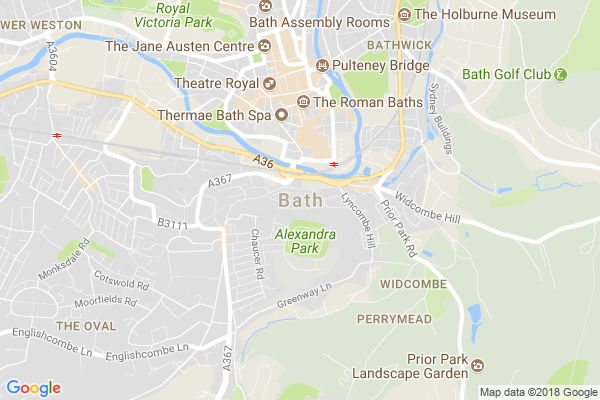 Royal
Victoria Park
Bath Assembly Rooms
The Holburne Museum
WER WESTON
The Jane Austen Centre
BATHWICK
A3604
Pulteney Bridge
Bath Golf Club
Theatre Royal
The Roman Baths
Thermae Bath Spa
Sydney Buildings
A36
A367
Bath
Lyncombe Hill
Widcombe Hill
Prior Park Rd
B3111
Chaucer Rd
Alexandra
Park
Monksdale Rd
Cotswold Rd
Moorfields Rd
Greenway Ln
WIDCOMBE
PERRYMEAD
THE OVAL
Englishcombe Ln
Englishcombe Ln
A367
Prior Park
Landscape Garden
Google
Map data ©2018 Google